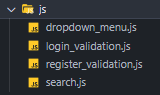 js
dropdown_menu.js
login_validation.js
register_validation.js
search.js